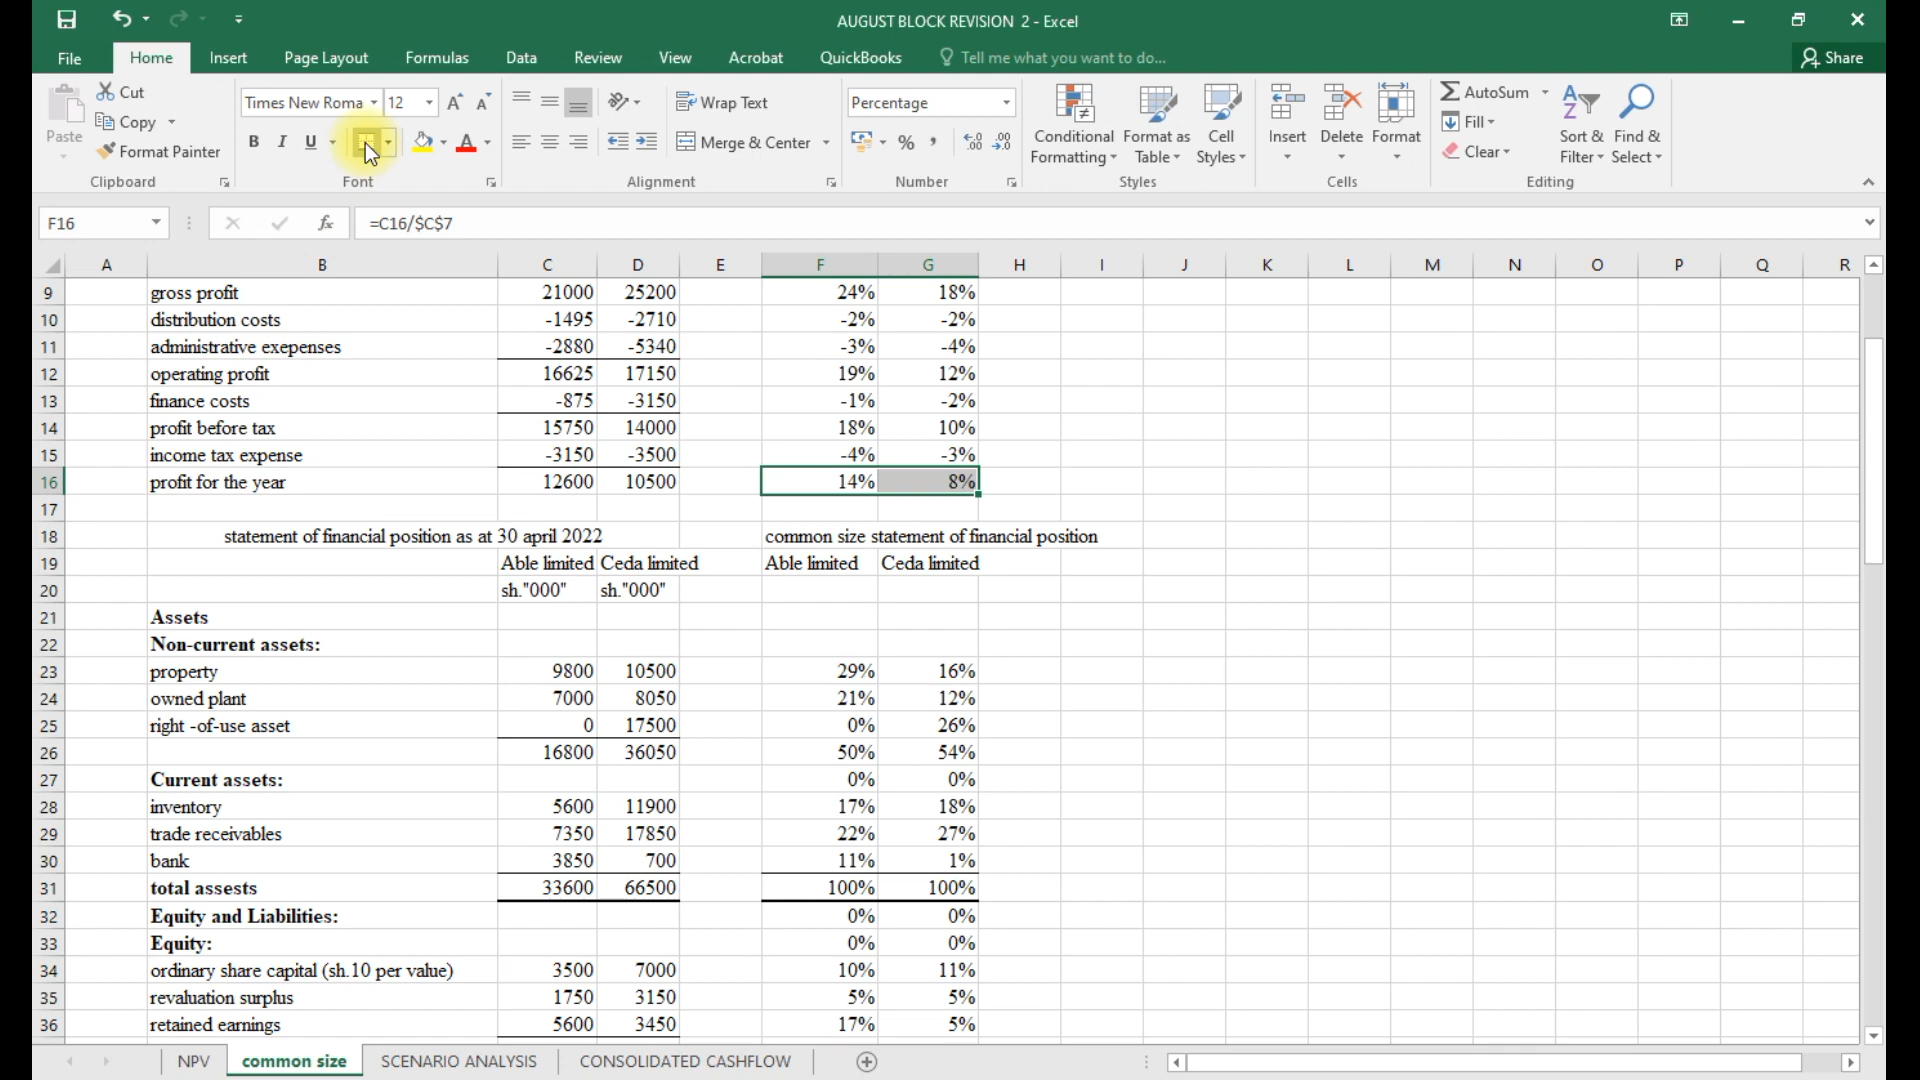 AUGUST BLOCK REVISION 2 - Excel
File Home Insert Page Layout Formulas Data Review View Acrobat QuickBooks Tell me what you want to do... Share
Paste Cut Copy Format Painter Clipboard
Times New Roma 12 B I U A Font
Wrap Text Merge & Center Alignment
Percentage % , Number
Conditional Formatting Format as Table Cell Styles Styles
Insert Delete Format Cells
AutoSum Fill Clear Sort & Filter Find & Select Editing
F16 fx =C16/$C$7
A B C D E F G H I J K L M N O P Q R
9 gross profit 21000 25200 24% 18%
10 distribution costs -1495 -2710 -2% -2%
11 administrative exepenses -2880 -5340 -3% -4%
12 operating profit 16625 17150 19% 12%
13 finance costs -875 -3150 -1% -2%
14 profit before tax 15750 14000 18% 10%
15 income tax expense -3150 -3500 -4% -3%
16 profit for the year 12600 10500 14% 8%
17
18 statement of financial position as at 30 april 2022 common size statement of financial position
19 Able limited Ceda limited Able limited Ceda limited
20 sh."000" sh."000"
21 Assets
22 Non-current assets:
23 property 9800 10500 29% 16%
24 owned plant 7000 8050 21% 12%
25 right -of-use asset 0 17500 0% 26%
26 16800 36050 50% 54%
27 Current assets: 0% 0%
28 inventory 5600 11900 17% 18%
29 trade receivables 7350 17850 22% 27%
30 bank 3850 700 11% 1%
31 total assests 33600 66500 100% 100%
32 Equity and Liabilities: 0% 0%
33 Equity: 0% 0%
34 ordinary share capital (sh.10 per value) 3500 7000 10% 11%
35 revaluation surplus 1750 3150 5% 5%
36 retained earnings 5600 3450 17% 5%
NPV common size SCENARIO ANALYSIS CONSOLIDATED CASHFLOW